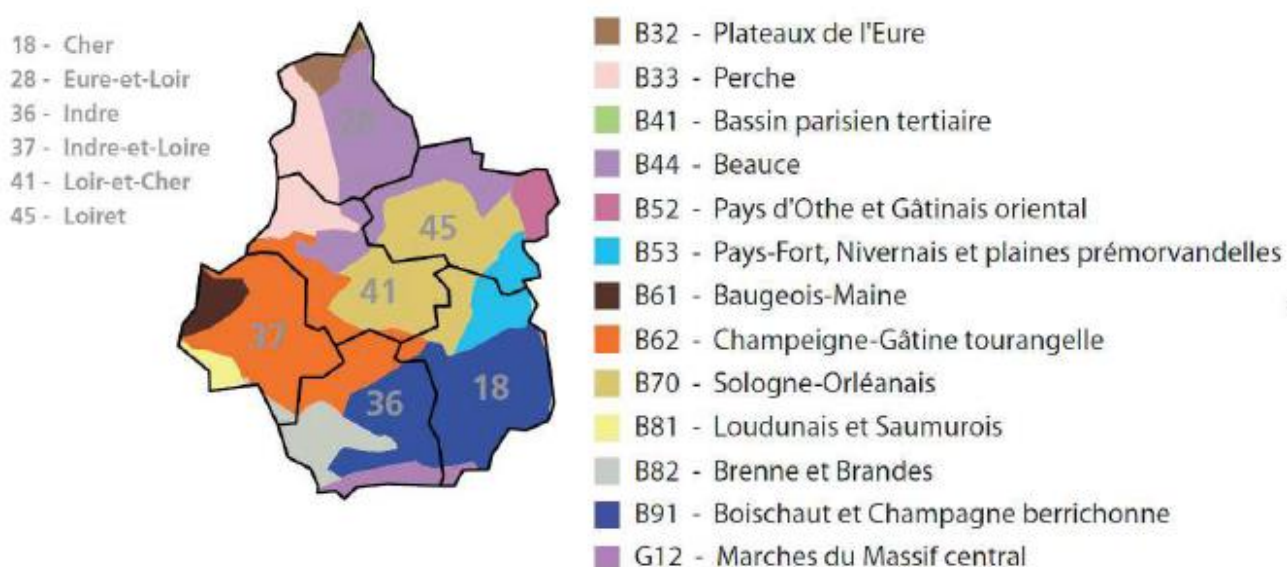 18 - Cher
28 - Eure-et-Loir
36 - Indre
37 - Indre-et-Loire
41 - Loir-et-Cher
45 - Loiret
28
45
41
37
36
18
B32 - Plateaux de l'Eure
B33 - Perche
B41 - Bassin parisien tertiaire
B44 - Beauce
B52 - Pays d'Othe et Gâtinais oriental
B53 - Pays-Fort, Nivernais et plaines prémorvandelles
B61 - Baugeois-Maine
B62 - Champeigne-Gâtine tourangelle
B70 - Sologne-Orléanais
B81 - Loudunais et Saumurois
B82 - Brenne et Brandes
B91 - Boischaut et Champagne berrichonne
G12 - Marches du Massif central